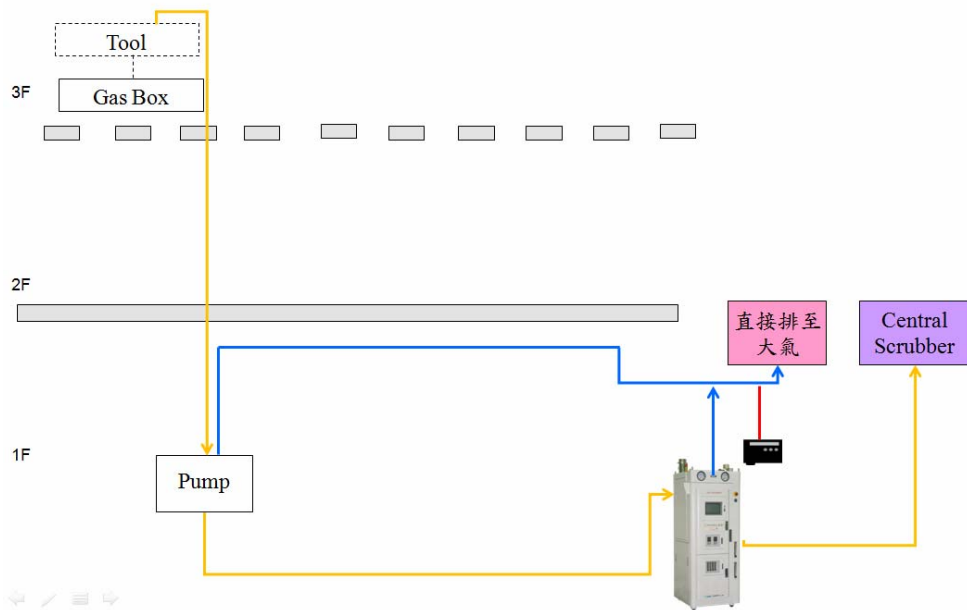 Tool
Gas Box
3F
2F
直接排至
大氣
Central
Scrubber
1F
Pump